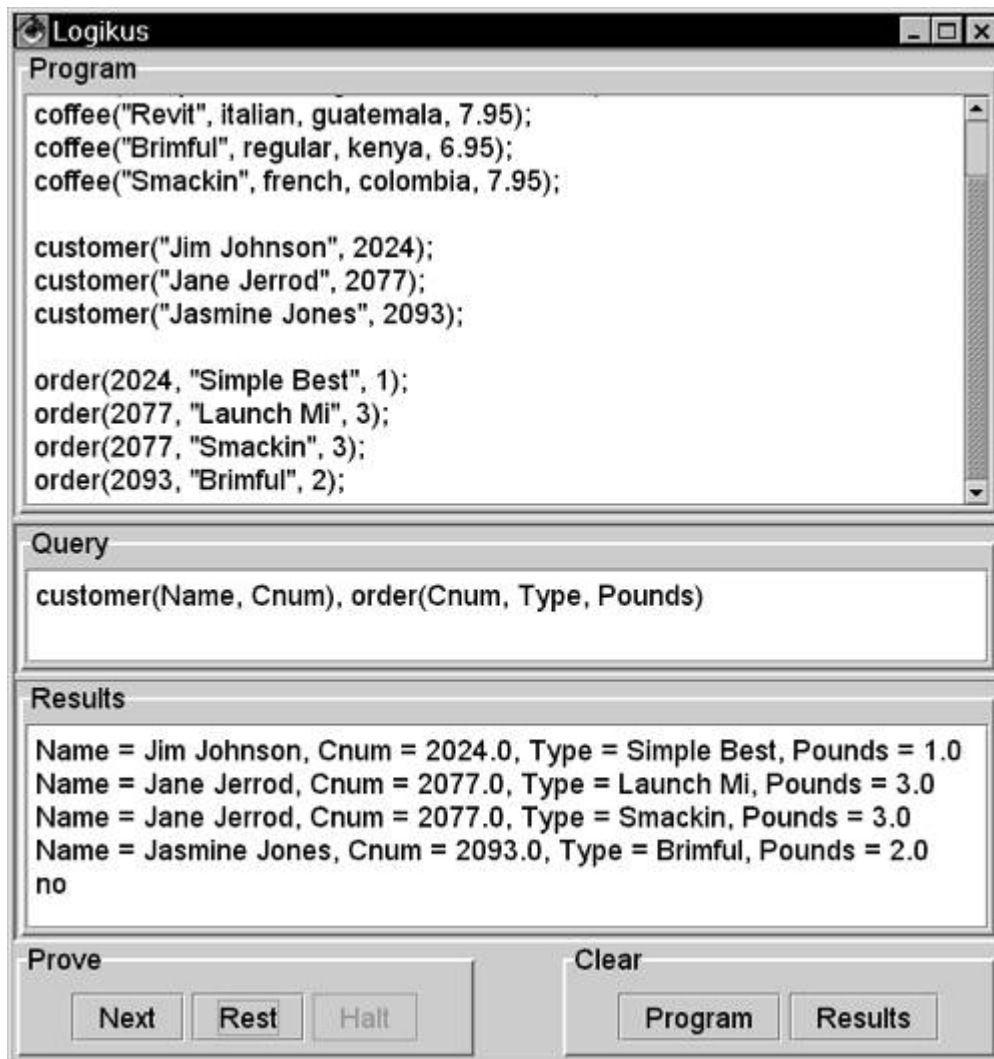 Logikus
Program
coffee("Revit", italian, guatemala, 7.95);
coffee("Brimful", regular, kenya, 6.95);
coffee("Smackin", french, colombia, 7.95);
customer("Jim Johnson", 2024);
customer("Jane Jerrod", 2077);
customer("Jasmine Jones", 2093);
order(2024, "Simple Best", 1);
order(2077, "Launch Mi", 3);
order(2077, "Smackin", 3);
order(2093, "Brimful", 2);
Query
customer(Name, Cnum), order(Cnum, Type, Pounds)
Results
Name = Jim Johnson, Cnum = 2024.0, Type = Simple Best, Pounds = 1.0
Name = Jane Jerrod, Cnum = 2077.0, Type = Launch Mi, Pounds = 3.0
Name = Jane Jerrod, Cnum = 2077.0, Type = Smackin, Pounds = 3.0
Name = Jasmine Jones, Cnum = 2093.0, Type = Brimful, Pounds = 2.0
no
Prove
Clear
Next Rest Halt
Program Results